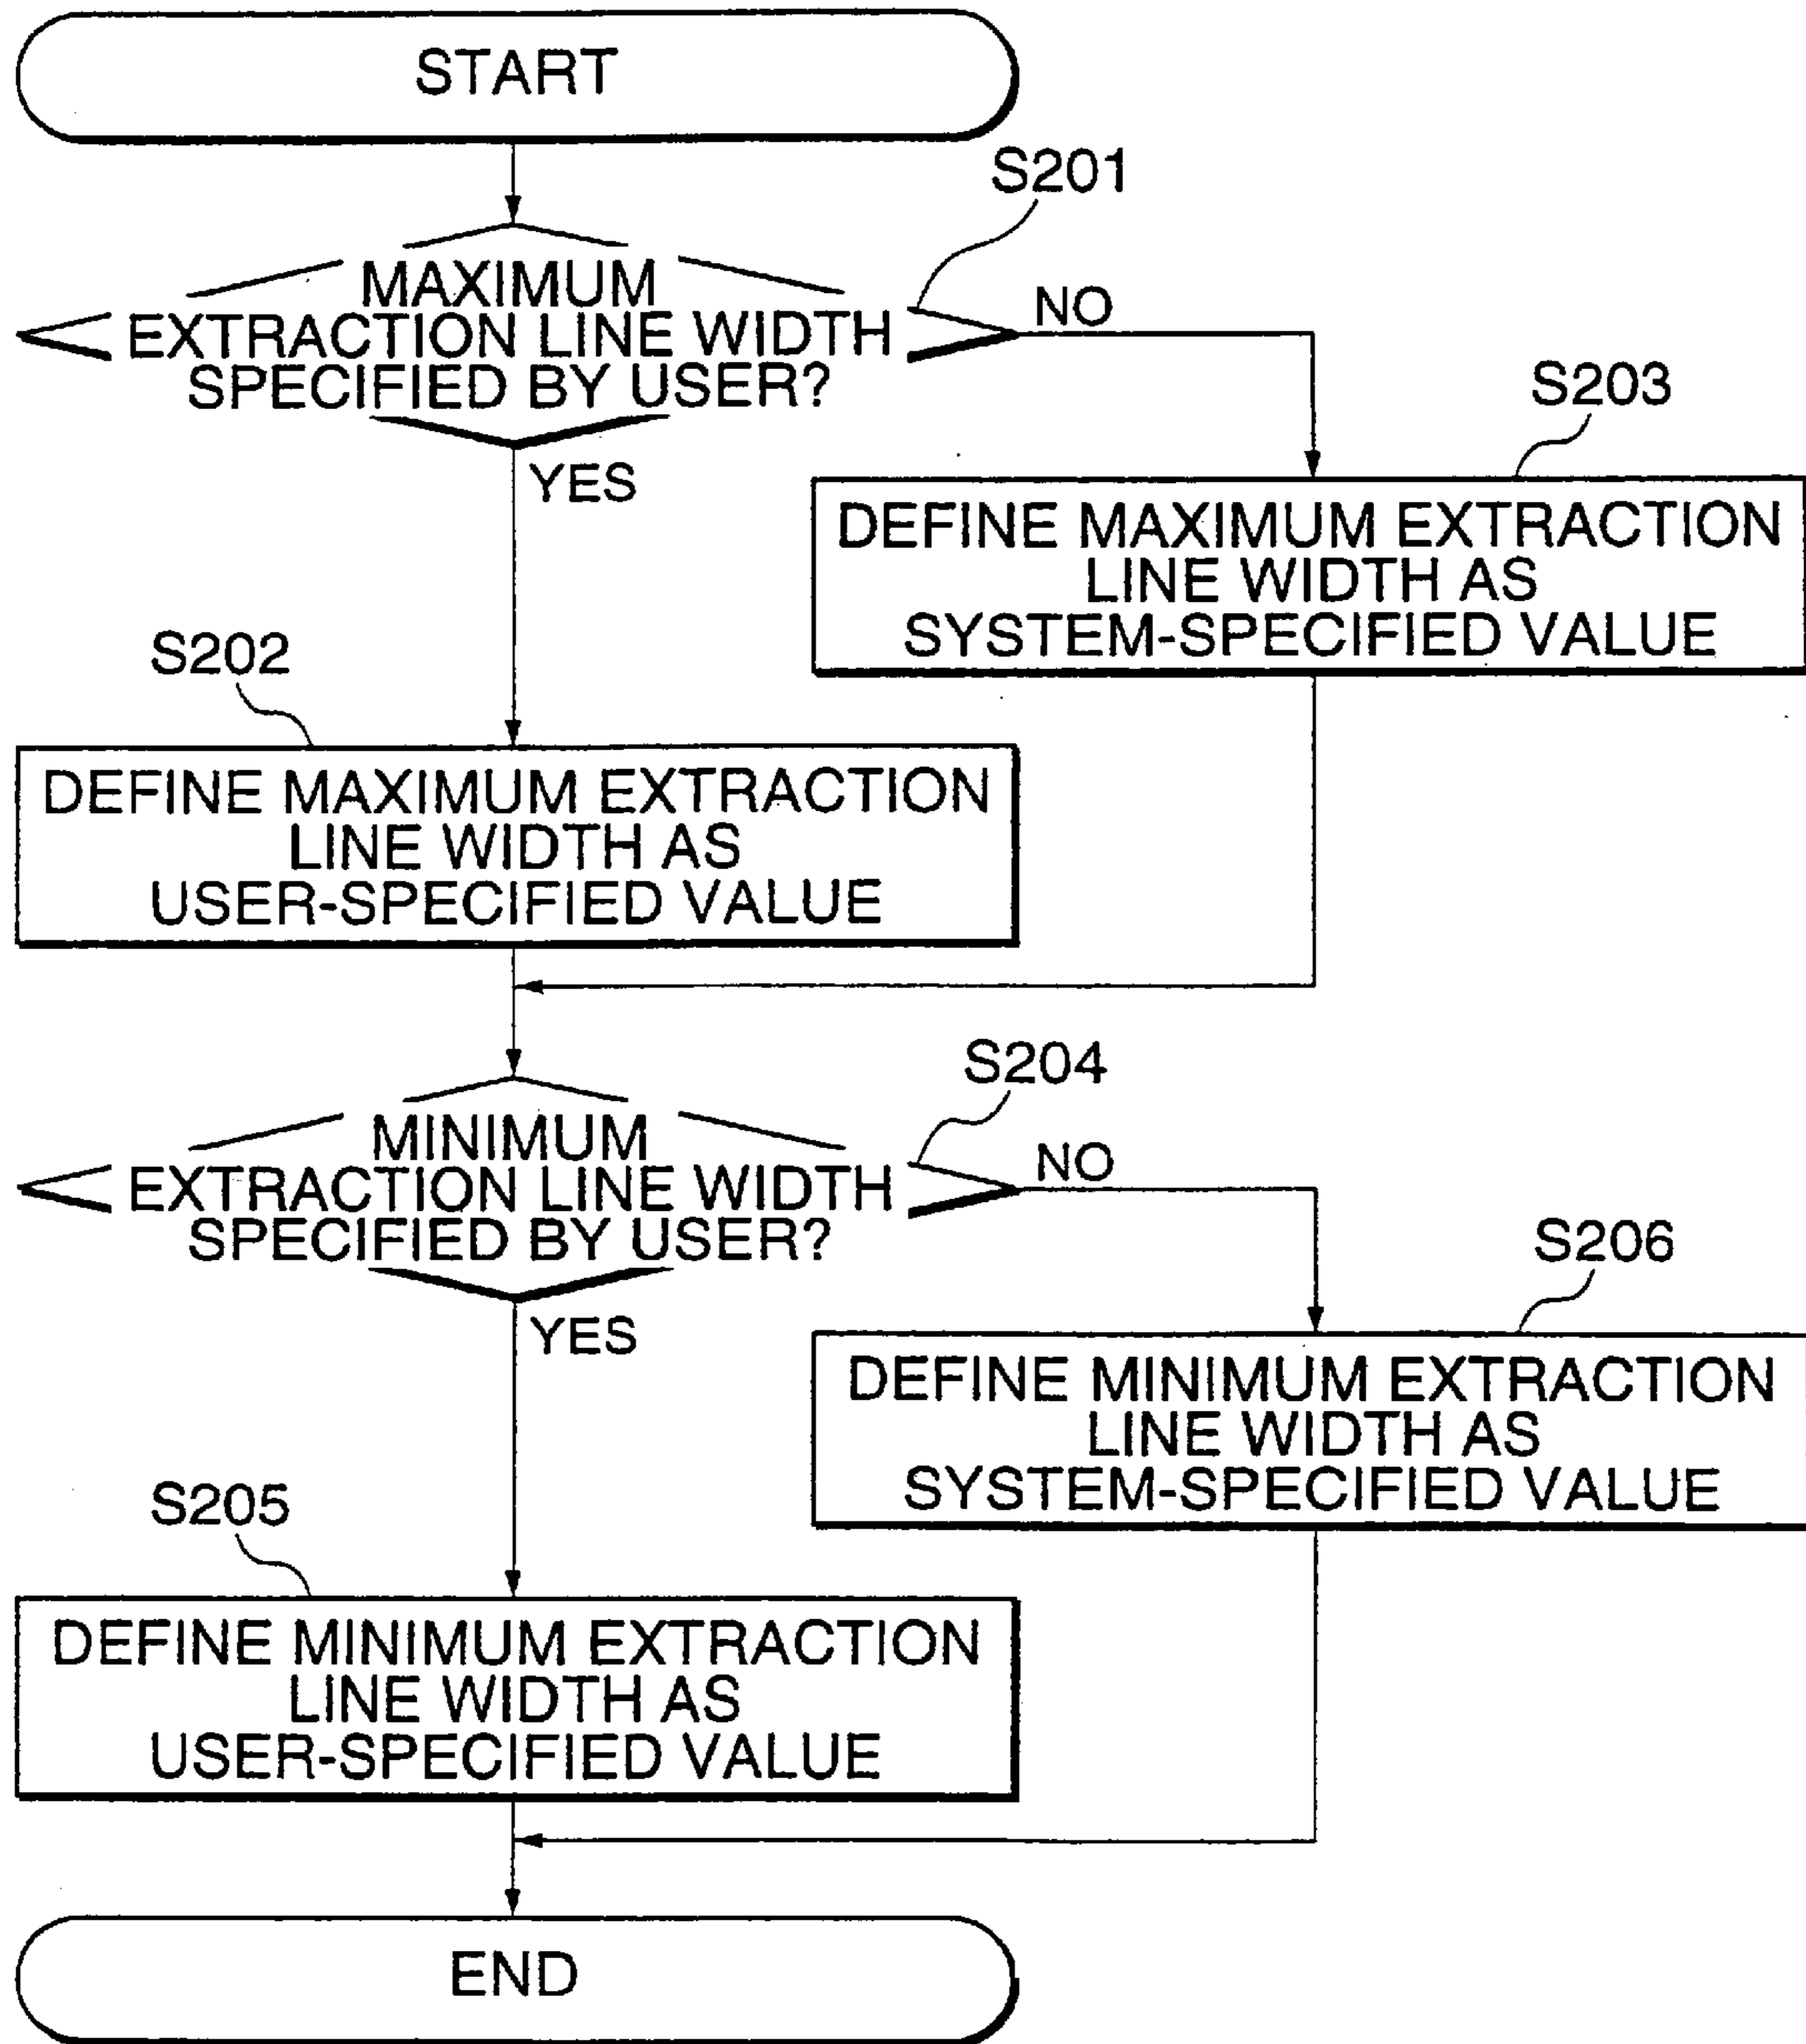 START
S201
MAXIMUM
EXTRACTION LINE WIDTH
SPECIFIED BY USER?
NO
YES
S203
DEFINE MAXIMUM EXTRACTION
LINE WIDTH AS
SYSTEM-SPECIFIED VALUE
S202
DEFINE MAXIMUM EXTRACTION
LINE WIDTH AS
USER-SPECIFIED VALUE
S204
MINIMUM
EXTRACTION LINE WIDTH
SPECIFIED BY USER?
NO
YES
S206
DEFINE MINIMUM EXTRACTION
LINE WIDTH AS
SYSTEM-SPECIFIED VALUE
S205
DEFINE MINIMUM EXTRACTION
LINE WIDTH AS
USER-SPECIFIED VALUE
END